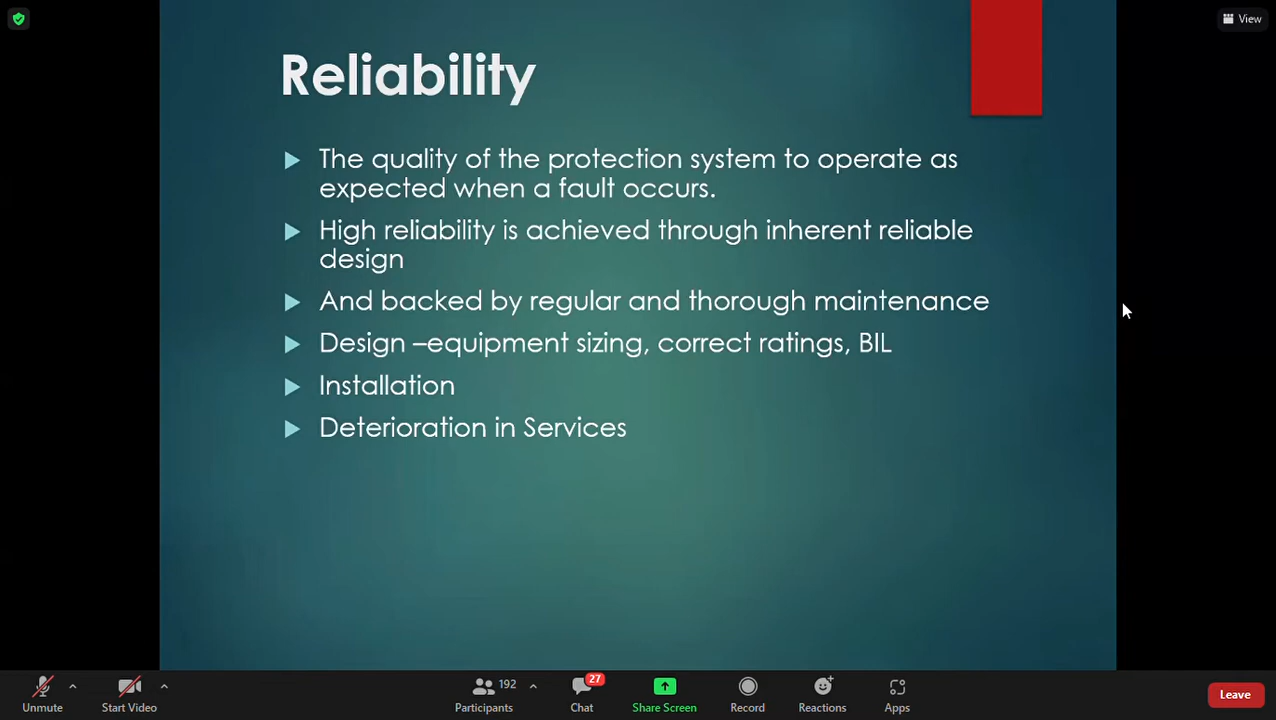 View
Reliability
The quality of the protection system to operate as
expected when a fault occurs.
High reliability is achieved through inherent reliable
design
And backed by regular and thorough maintenance
Design –equipment sizing, correct ratings, BIL
Installation
Deterioration in Services
192
27
Unmute
Start Video
Participants
Chat
Share Screen
Record
Reactions
Apps
Leave